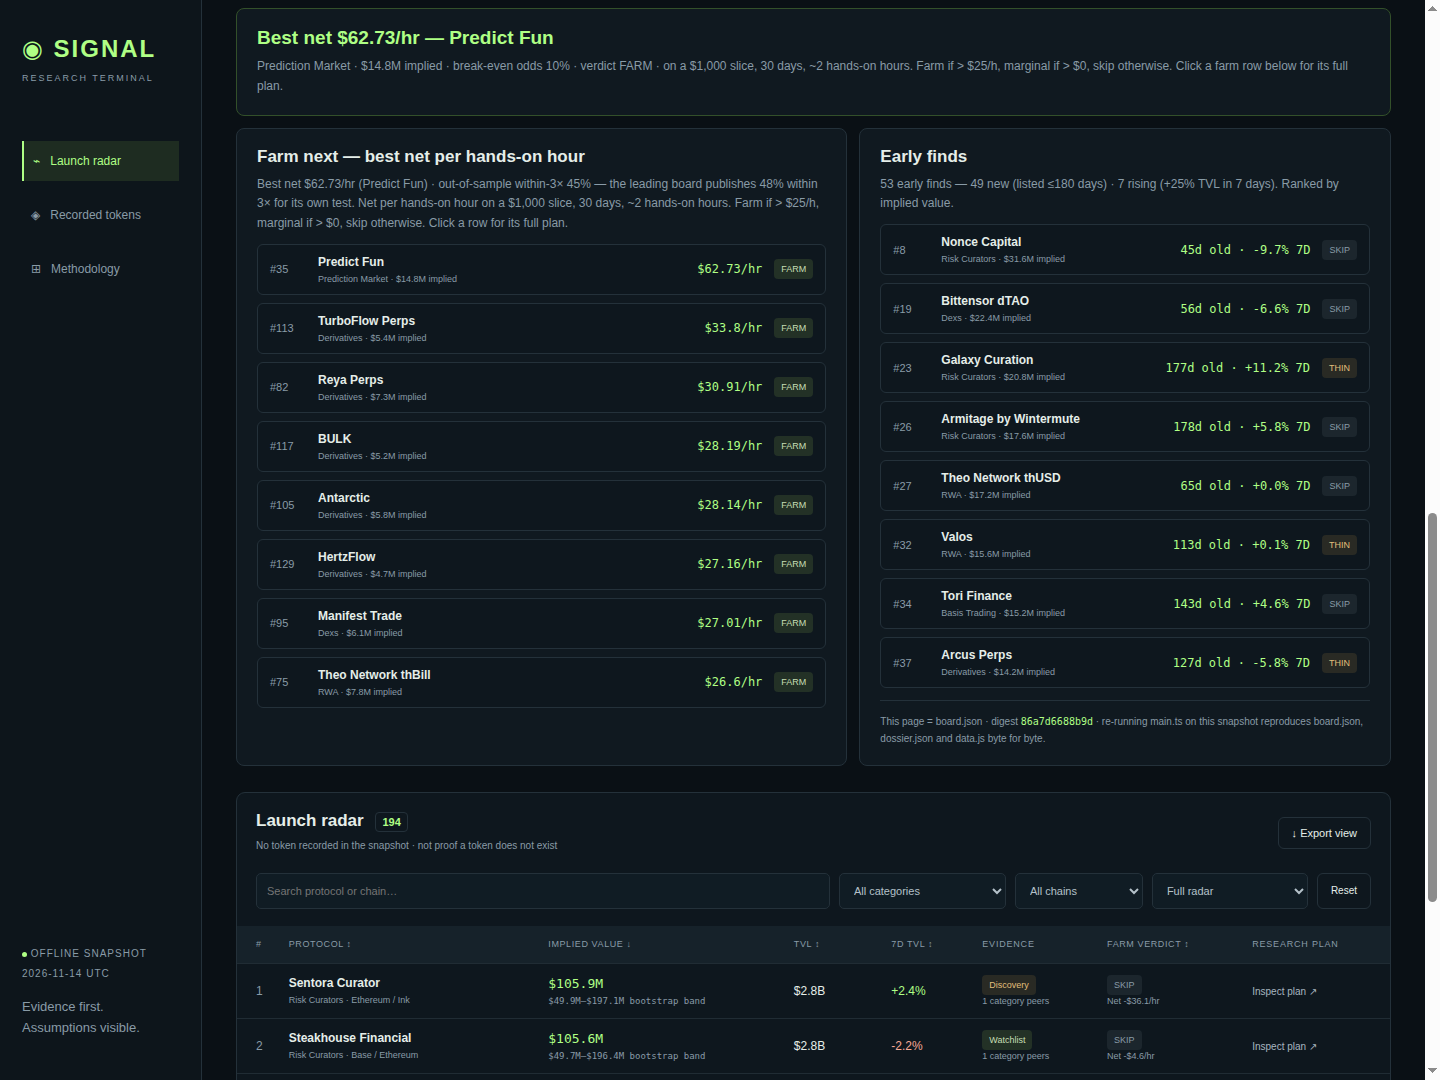 ◉ SIGNAL
RESEARCH TERMINAL
⌁ Launch radar
◈ Recorded tokens
⊞ Methodology
OFFLINE SNAPSHOT
2026-11-14 UTC
Evidence first.
Assumptions visible.
Best net $62.73/hr — Predict Fun
Prediction Market · $14.8M implied · break-even odds 10% · verdict FARM · on a $1,000 slice, 30 days, ~2 hands-on hours. Farm if > $25/h, marginal if > $0, skip otherwise. Click a farm row below for its full
plan.
Farm next — best net per hands-on hour
Best net $62.73/hr (Predict Fun) · out-of-sample within-3× 45% — the leading board publishes 48% within
3× for its own test. Net per hands-on hour on a $1,000 slice, 30 days, ~2 hands-on hours. Farm if > $25/h,
marginal if > $0, skip otherwise. Click a row for its full plan.
#35 Predict Fun $62.73/hr FARM
Prediction Market · $14.8M implied
#113 TurboFlow Perps $33.8/hr FARM
Derivatives · $5.4M implied
#82 Reya Perps $30.91/hr FARM
Derivatives · $7.3M implied
#117 BULK $28.19/hr FARM
Derivatives · $5.2M implied
#105 Antarctic $28.14/hr FARM
Derivatives · $5.8M implied
#129 HertzFlow $27.16/hr FARM
Derivatives · $4.7M implied
#95 Manifest Trade $27.01/hr FARM
Dexs · $6.1M implied
#75 Theo Network thBill $26.6/hr FARM
RWA · $7.8M implied
Early finds
53 early finds — 49 new (listed ≤180 days) · 7 rising (+25% TVL in 7 days). Ranked by
implied value.
#8 Nonce Capital 45d old · -9.7% 7D SKIP
Risk Curators · $31.6M implied
#19 Bittensor dTAO 56d old · -6.6% 7D SKIP
Dexs · $22.4M implied
#23 Galaxy Curation 177d old · +11.2% 7D THIN
Risk Curators · $20.8M implied
#26 Armitage by Wintermute 178d old · +5.8% 7D SKIP
Risk Curators · $17.6M implied
#27 Theo Network thUSD 65d old · +0.0% 7D SKIP
RWA · $17.2M implied
#32 Valos 113d old · +0.1% 7D THIN
RWA · $15.6M implied
#34 Tori Finance 143d old · +4.6% 7D SKIP
Basis Trading · $15.2M implied
#37 Arcus Perps 127d old · -5.8% 7D THIN
Derivatives · $14.2M implied
This page = board.json · digest 86a7d6688b9d · re-running main.ts on this snapshot reproduces board.json,
dossier.json and data.js byte for byte.
Launch radar 194
No token recorded in the snapshot · not proof a token does not exist
↓ Export view
Search protocol or chain… All categories All chains Full radar Reset
# PROTOCOL ↕ IMPLIED VALUE ↓ TVL ↕ 7D TVL ↕ EVIDENCE FARM VERDICT ↕ RESEARCH PLAN
1 Sentora Curator $105.9M $2.8B +2.4% Discovery SKIP Inspect plan ↗
Risk Curators · Ethereum / Ink $49.9M–$197.1M bootstrap band 1 category peers Net -$36.1/hr
2 Steakhouse Financial $105.6M $2.8B -2.2% Watchlist SKIP Inspect plan ↗
Risk Curators · Base / Ethereum $49.7M–$196.4M bootstrap band 1 category peers Net -$4.6/hr